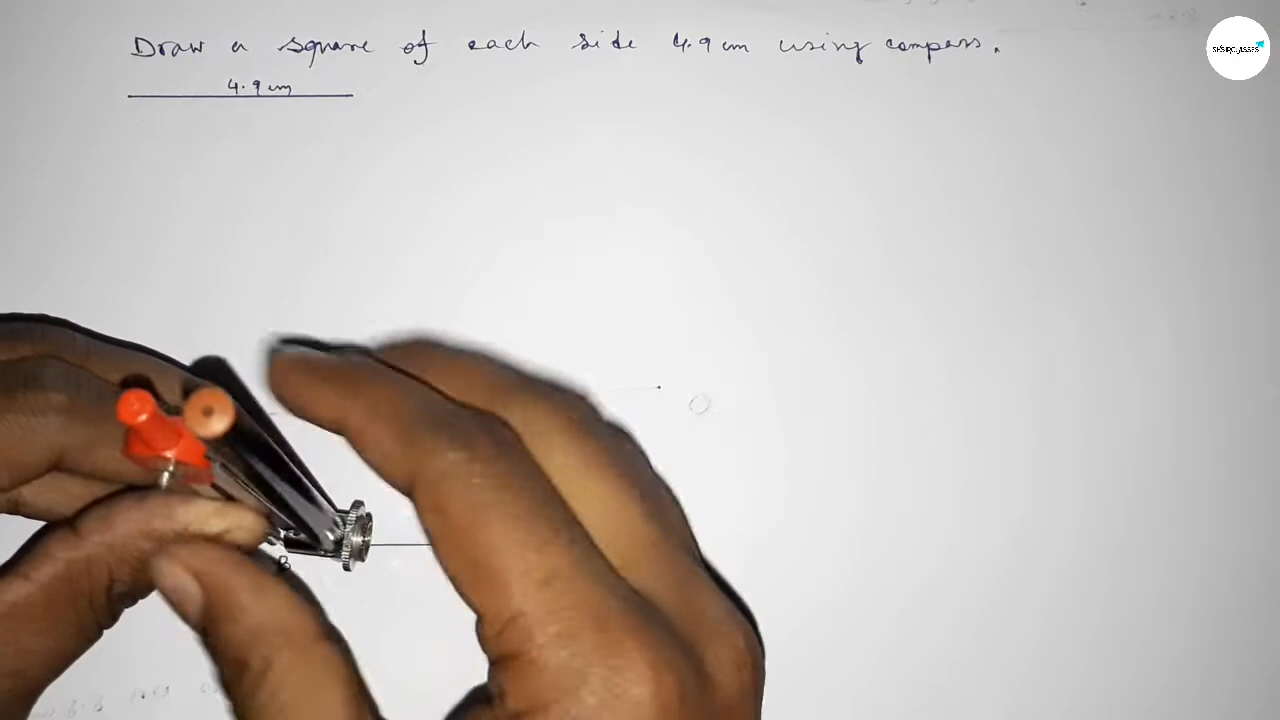 Draw a square of each side 4.9 cm using compass.
4.9 cm
B